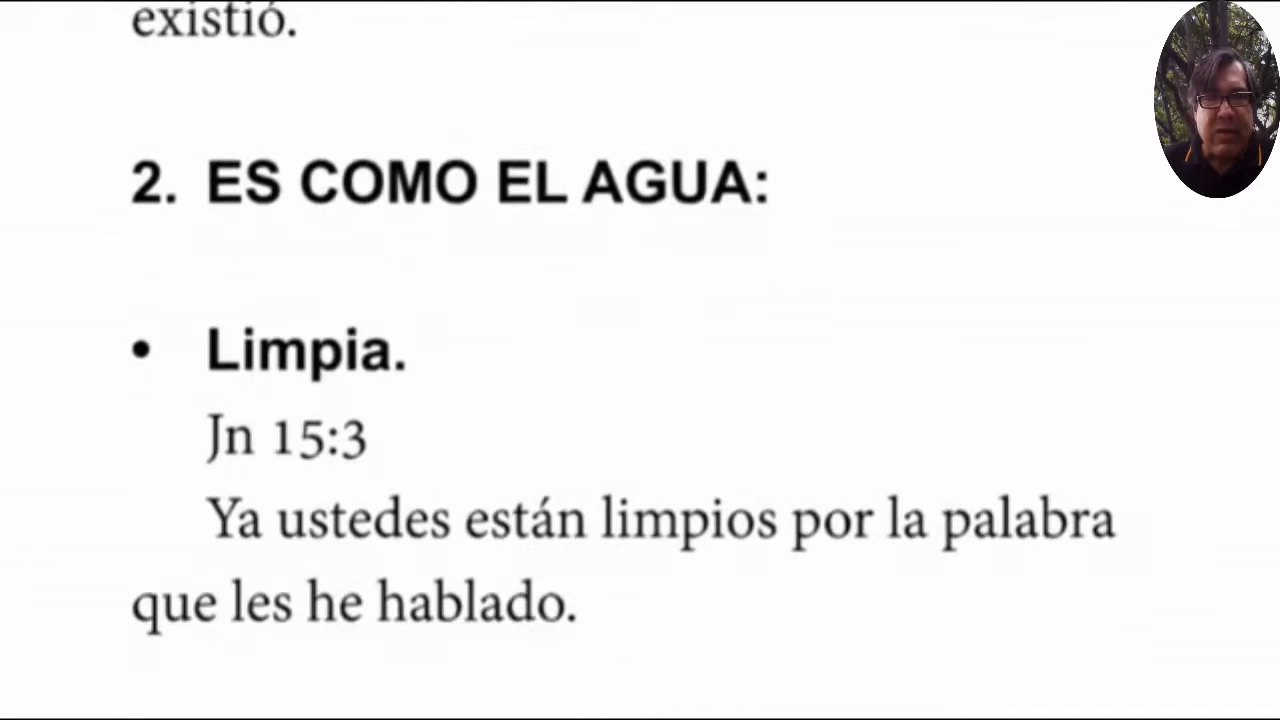 existió.
2. ES COMO EL AGUA:
• Limpia.
Jn 15:3
Ya ustedes están limpios por la palabra
que les he hablado.